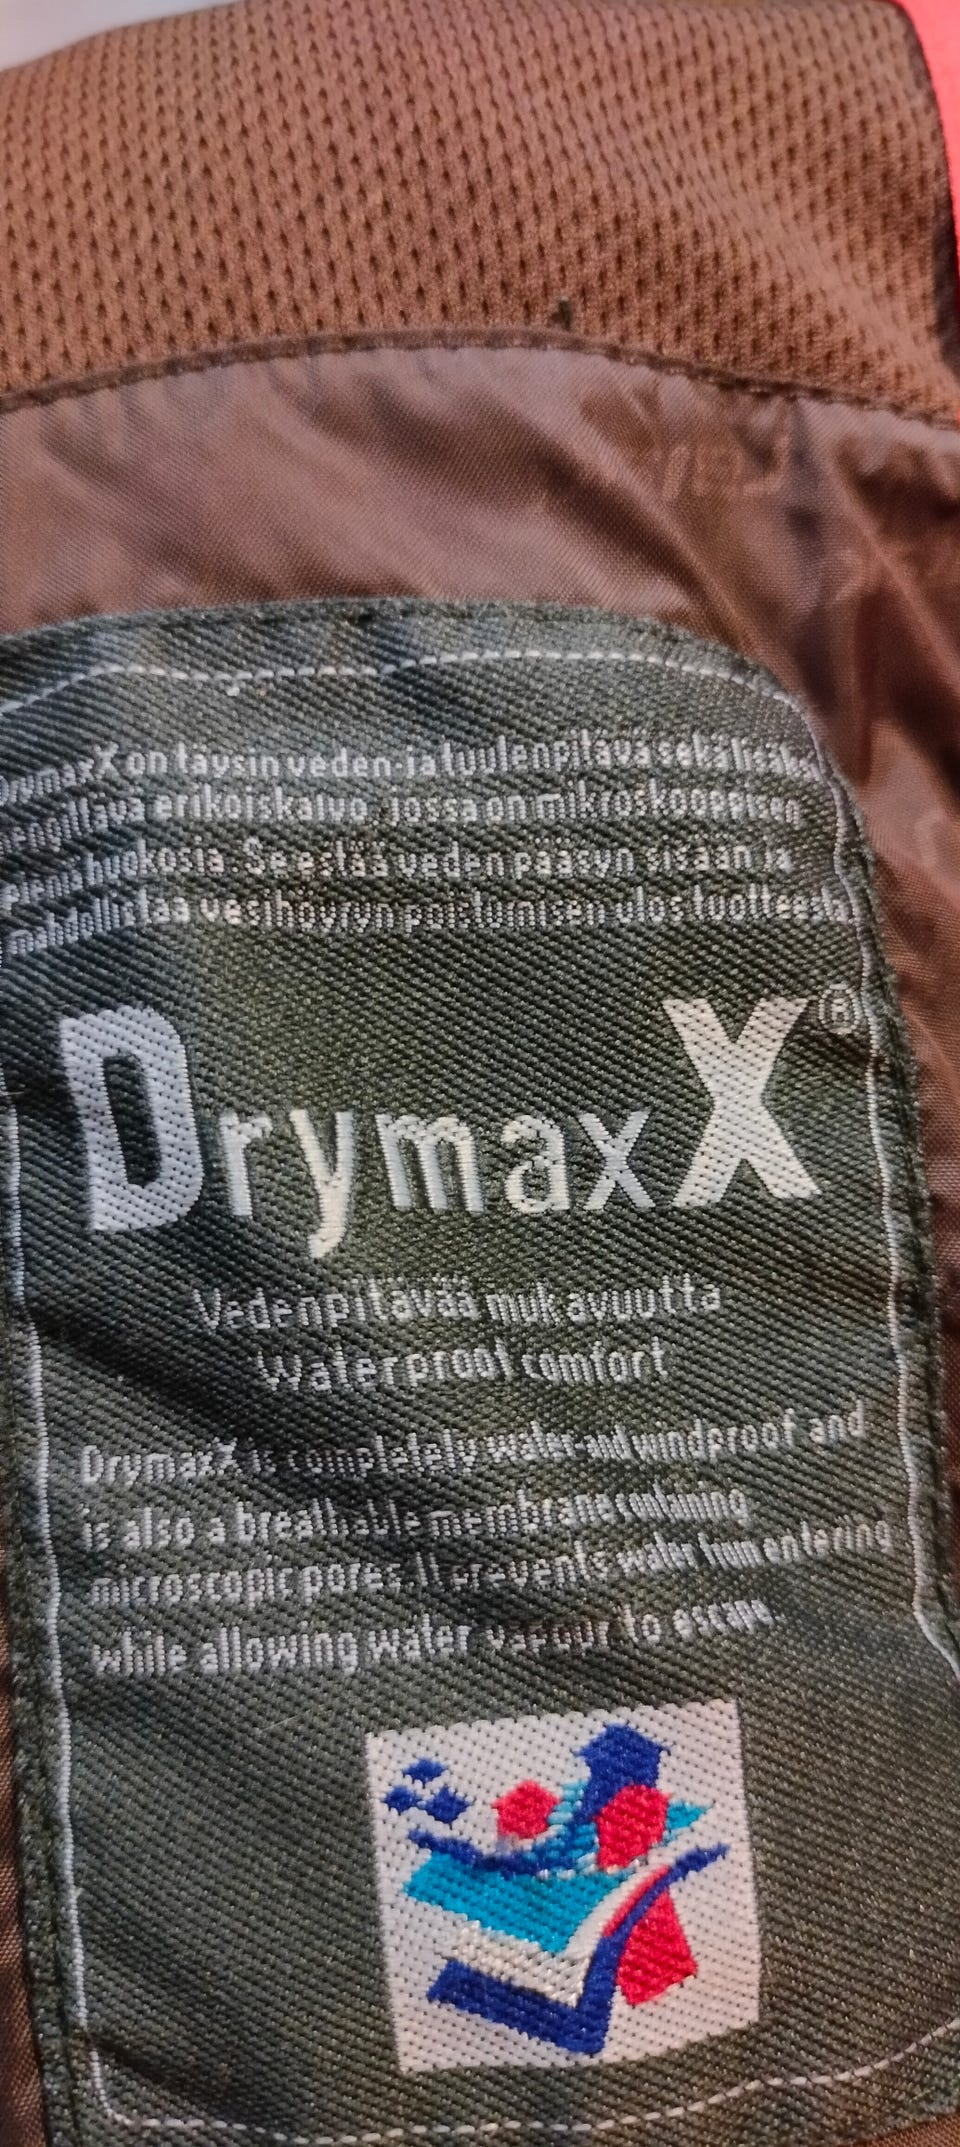 DrymaxX on täysin veden-ja tuulenpitävä sekä lisäksi
hengittävä erikoiskalvo, jossa on mikroskooppisen
pieniä huokosia. Se estää veden pääsyn sisään ja
mahdollistaa vesihöyryn poistumisen ulos tuotteesta.
DrymaxX®
Vedenpitävää mukavuutta
Waterproof comfort
DrymaxX is completely water-and windproof and
is also a breathable membrane containing
microscopic pores. It prevents water from entering
while allowing water vapour to escape.